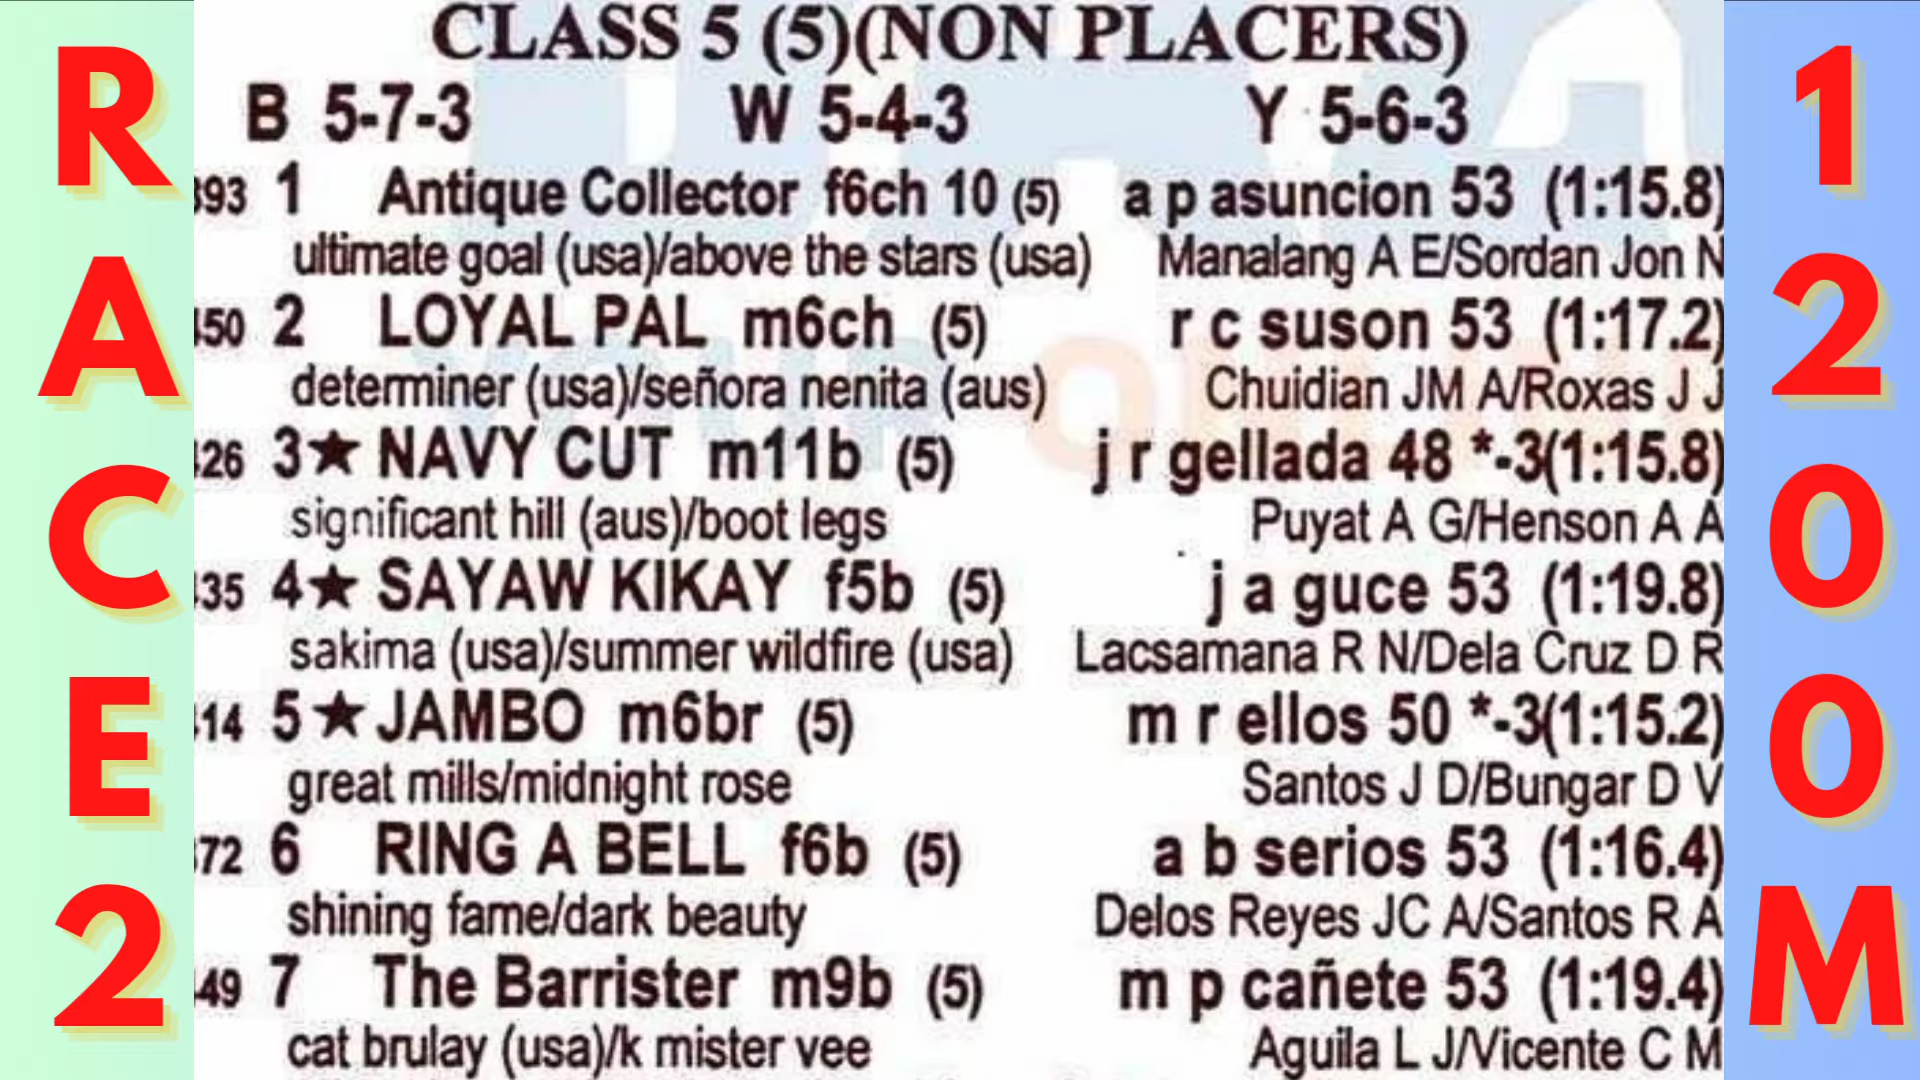 RACE 2
CLASS 5 (5)(NON PLACERS)
B 5-7-3 W 5-4-3 Y 5-6-3
393 1 Antique Collector f6ch 10 (5) a p asuncion 53 (1:15.8)
ultimate goal (usa)/above the stars (usa) Manalang A E/Sordan Jon N
450 2 LOYAL PAL m6ch (5) r c suson 53 (1:17.2)
determiner (usa)/señora nenita (aus) Chuidian JM A/Roxas J J
26 3★ NAVY CUT m11b (5) j r gellada 48 *-3(1:15.8)
significant hill (aus)/boot legs Puyat A G/Henson A A
35 4★ SAYAW KIKAY f5b (5) j a guce 53 (1:19.8)
sakima (usa)/summer wildfire (usa) Lacsamana R N/Dela Cruz D R
14 5★ JAMBO m6br (5) m r ellos 50 *-3(1:15.2)
great mills/midnight rose Santos J D/Bungar D V
72 6 RING A BELL f6b (5) a b serios 53 (1:16.4)
shining fame/dark beauty Delos Reyes JC A/Santos R A
49 7 The Barrister m9b (5) m p cañete 53 (1:19.4)
cat brulay (usa)/k mister vee Aguila L J/Vicente C M
1200M